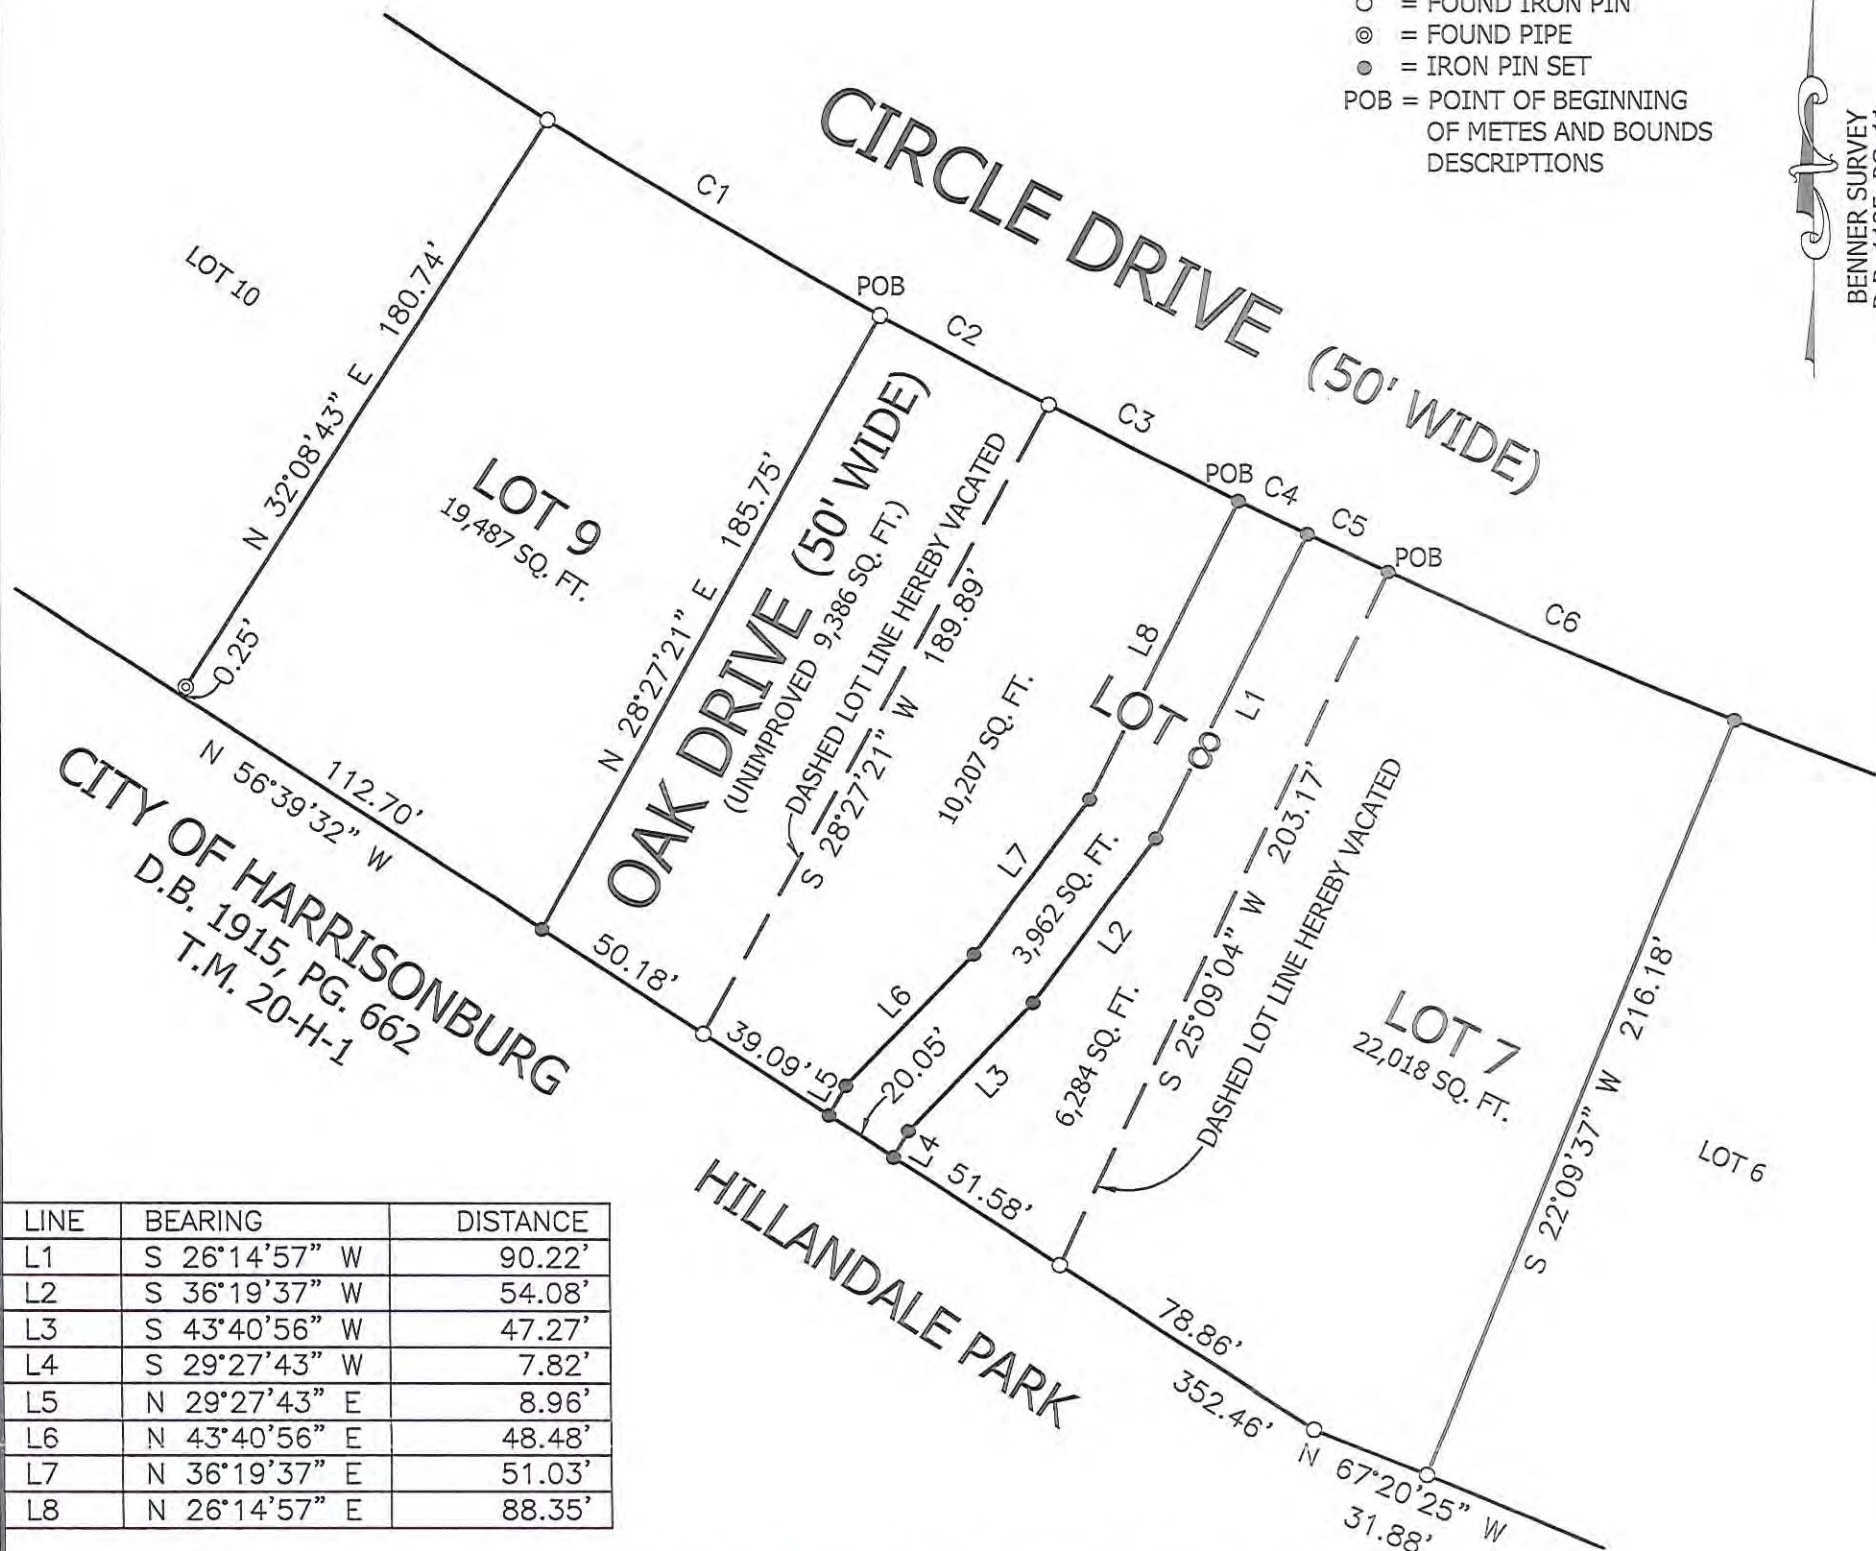 ○ = FOUND IRON PIN
◎ = FOUND PIPE
● = IRON PIN SET
POB = POINT OF BEGINNING
OF METES AND BOUNDS
DESCRIPTIONS
BENNER SURVEY
CIRCLE DRIVE (50' WIDE)
C1
POB
C2
C3
POB
C4
C5
POB
C6
LOT 10
N 32°08'43" E 180.74'
0.25'
LOT 9
19,487 SQ. FT.
N 28°27'21" E 185.75'
OAK DRIVE (50' WIDE)
(UNIMPROVED 9,386 SQ. FT.)
DASHED LOT LINE HEREBY VACATED
S 28°27'21" W 189.89'
10,207 SQ. FT.
LOT 8
L8
L1
L7
3,962 SQ. FT.
L2
L6
L3
L5
20.05'
L4
6,284 SQ. FT.
S 25°09'04" W 203.17'
DASHED LOT LINE HEREBY VACATED
LOT 7
22,018 SQ. FT.
S 22°09'37" W 216.18'
LOT 6
112.70'
N 56°39'32" W
50.18'
39.09'
51.58'
78.86'
352.46'
N 67°20'25" W
31.88'
CITY OF HARRISONBURG
D.B. 1915, PG. 662
T.M. 20-H-1
HILLANDALE PARK
LINE BEARING DISTANCE
L1 S 26°14'57" W 90.22'
L2 S 36°19'37" W 54.08'
L3 S 43°40'56" W 47.27'
L4 S 29°27'43" W 7.82'
L5 N 29°27'43" E 8.96'
L6 N 43°40'56" E 48.48'
L7 N 36°19'37" E 51.03'
L8 N 26°14'57" E 88.35'